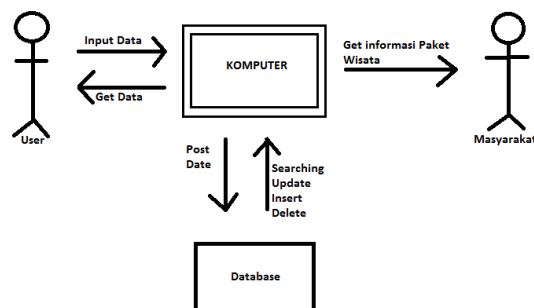 Input Data
Get Data
User
KOMPUTER
Get informasi Paket
Wisata
Masyarakat
Post
Date
Searching
Update
Insert
Delete
Database